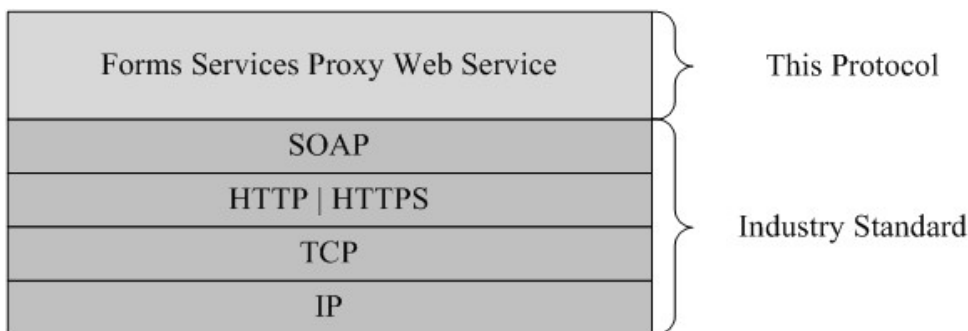 Forms Services Proxy Web Service
This Protocol
SOAP
HTTP | HTTPS
TCP
IP
Industry Standard